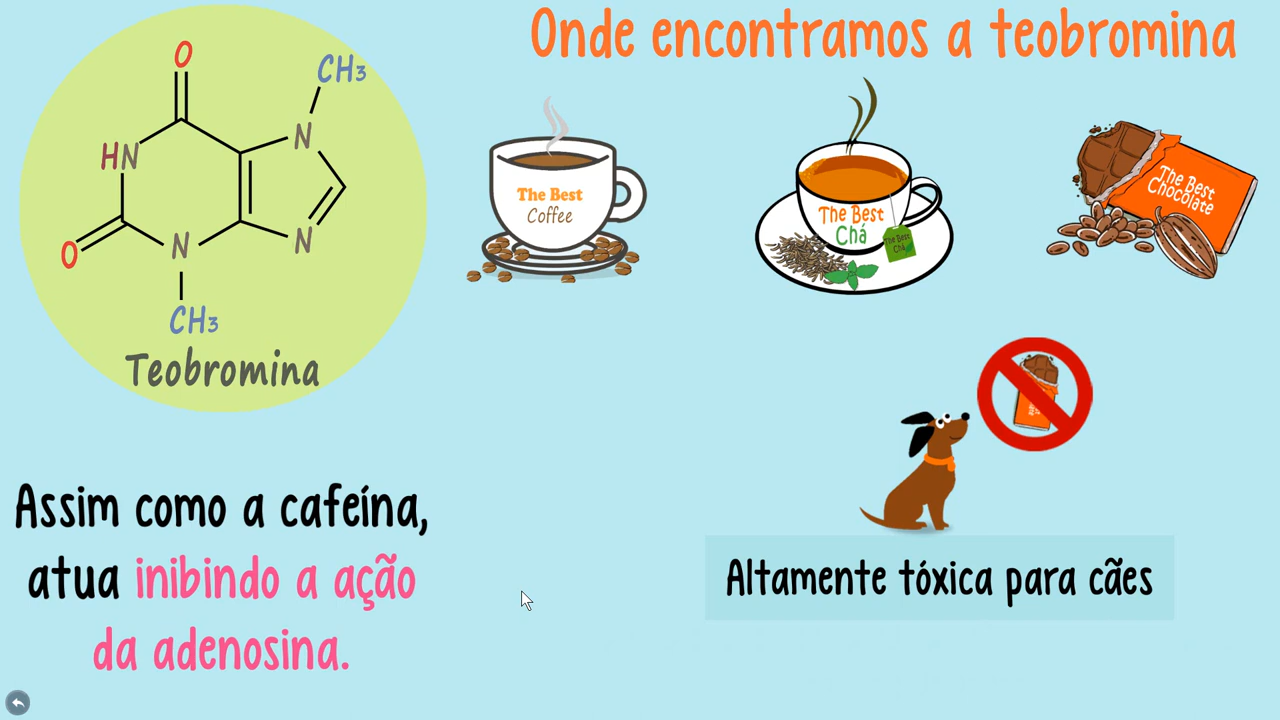 Onde encontramos a teobromina
O
CH3
N
HN
O
N
N
CH3
Teobromina
The Best
Coffee
The Best
Chá
The Best
Chá
The Best
Chocolate
Assim como a cafeína,
atua inibindo a ação
da adenosina.
Altamente tóxica para cães